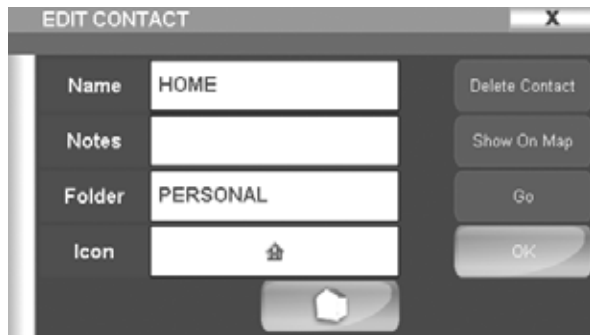 EDIT CONTACT X
Name HOME Delete Contact
Notes Show On Map
Folder PERSONAL Go
Icon OK